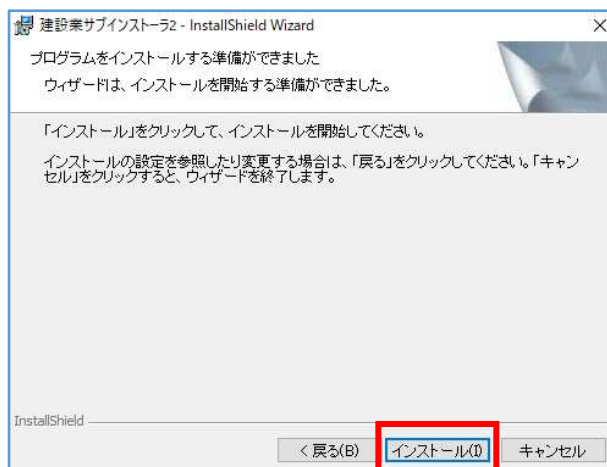 建設業サブインストーラ2 - InstallShield Wizard
プログラムをインストールする準備ができました
ウィザードは、インストールを開始する準備ができました。
「インストール」をクリックして、インストールを開始してください。
インストールの設定を参照したり変更する場合は、「戻る」をクリックしてください。「キャン
セル」をクリックすると、ウィザードを終了します。
InstallShield
< 戻る(B)
インストール(I)
キャンセル